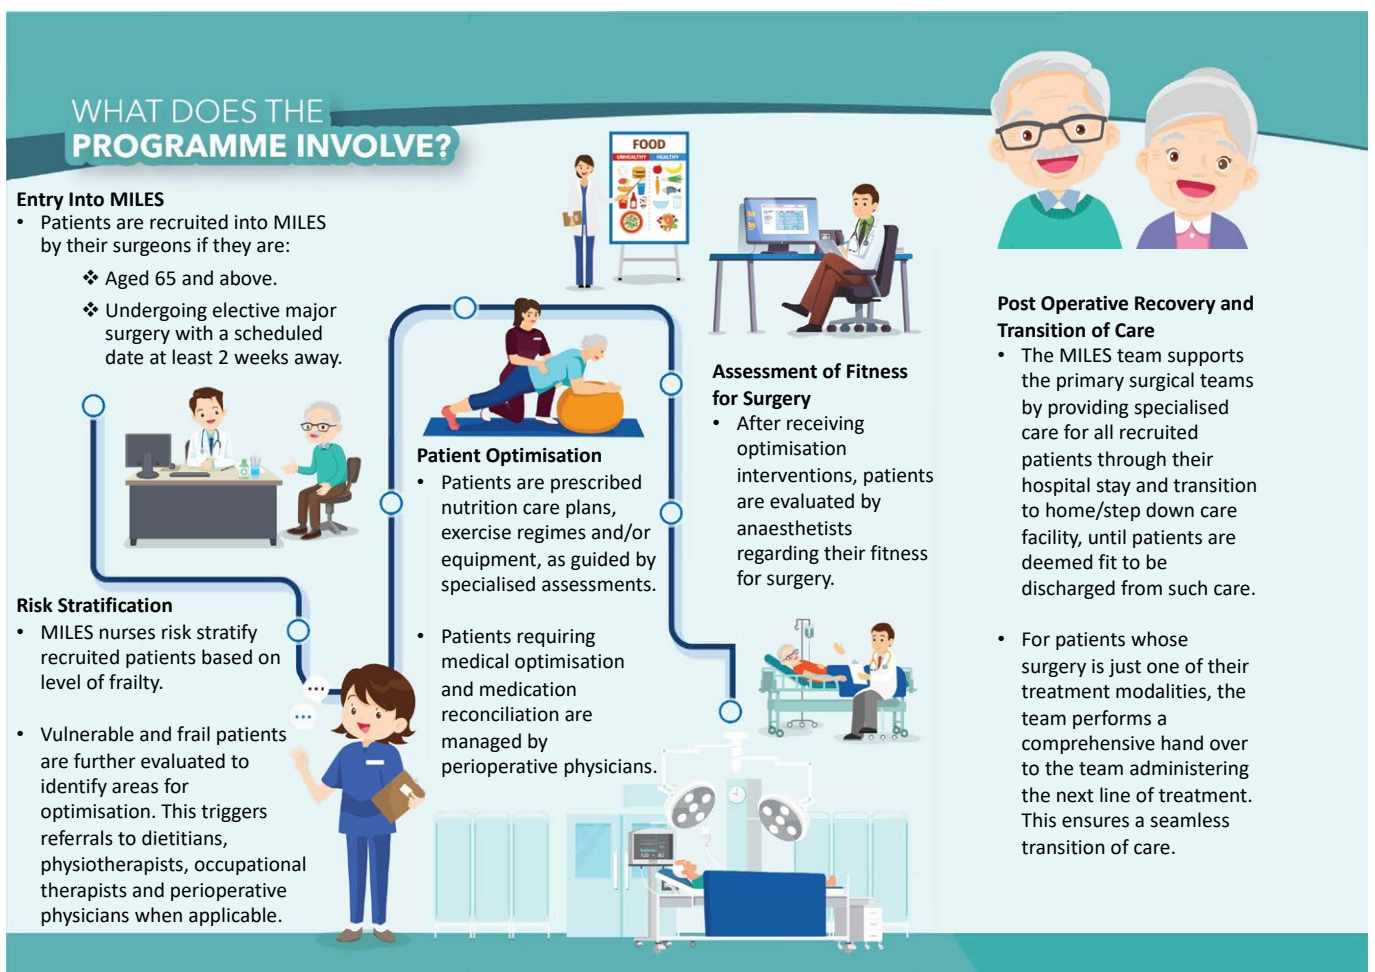 WHAT DOES THE
PROGRAMME INVOLVE?
Entry Into MILES
• Patients are recruited into MILES
by their surgeons if they are:
❖ Aged 65 and above.
❖ Undergoing elective major
surgery with a scheduled
date at least 2 weeks away.
Risk Stratification
• MILES nurses risk stratify
recruited patients based on
level of frailty.
• Vulnerable and frail patients
are further evaluated to
identify areas for
optimisation. This triggers
referrals to dietitians,
physiotherapists, occupational
therapists and perioperative
physicians when applicable.
FOOD
UNHEALTHY HEALTHY
Patient Optimisation
• Patients are prescribed
nutrition care plans,
exercise regimes and/or
equipment, as guided by
specialised assessments.
• Patients requiring
medical optimisation
and medication
reconciliation are
managed by
perioperative physicians.
Assessment of Fitness
for Surgery
• After receiving
optimisation
interventions, patients
are evaluated by
anaesthetists
regarding their fitness
for surgery.
Post Operative Recovery and
Transition of Care
• The MILES team supports
the primary surgical teams
by providing specialised
care for all recruited
patients through their
hospital stay and transition
to home/step down care
facility, until patients are
deemed fit to be
discharged from such care.
• For patients whose
surgery is just one of their
treatment modalities, the
team performs a
comprehensive hand over
to the team administering
the next line of treatment.
This ensures a seamless
transition of care.